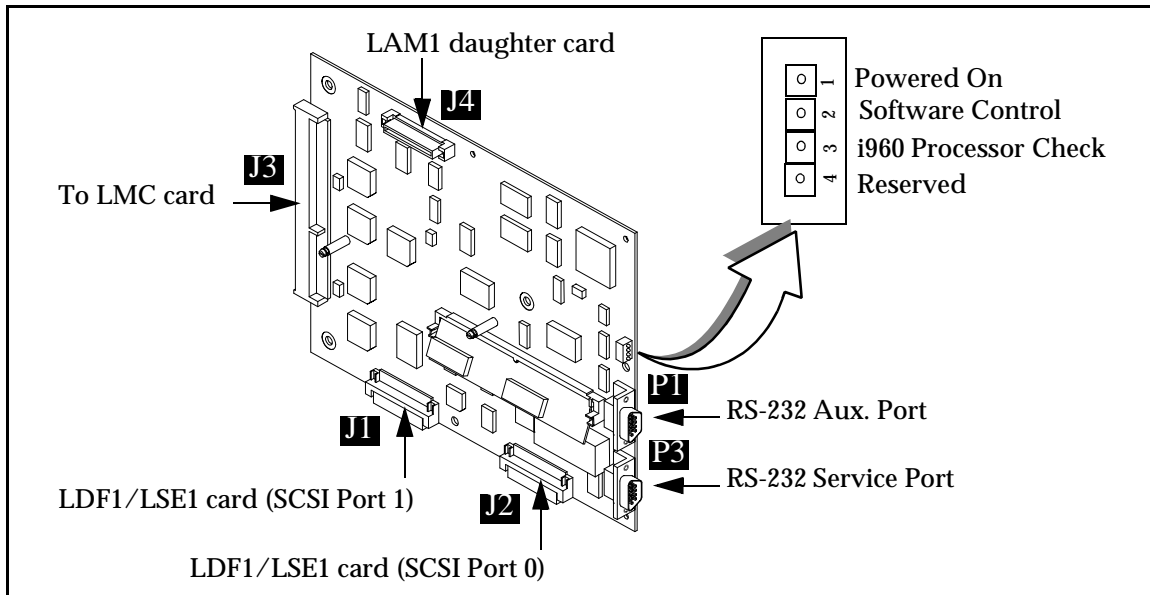 LAM1 daughter card
J4
J3
To LMC card
1 Powered On
2 Software Control
3 i960 Processor Check
4 Reserved
P1
RS-232 Aux. Port
P3
RS-232 Service Port
J1
LDF1/LSE1 card (SCSI Port 1)
J2
LDF1/LSE1 card (SCSI Port 0)